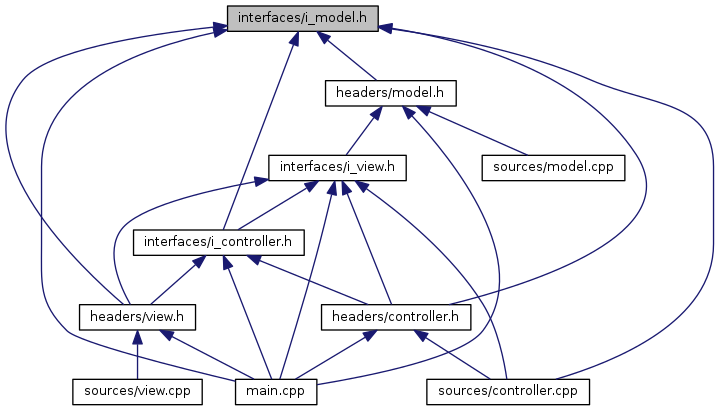 interfaces/i_model.h
headers/model.h
interfaces/i_view.h
sources/model.cpp
interfaces/i_controller.h
headers/view.h
headers/controller.h
sources/view.cpp
main.cpp
sources/controller.cpp